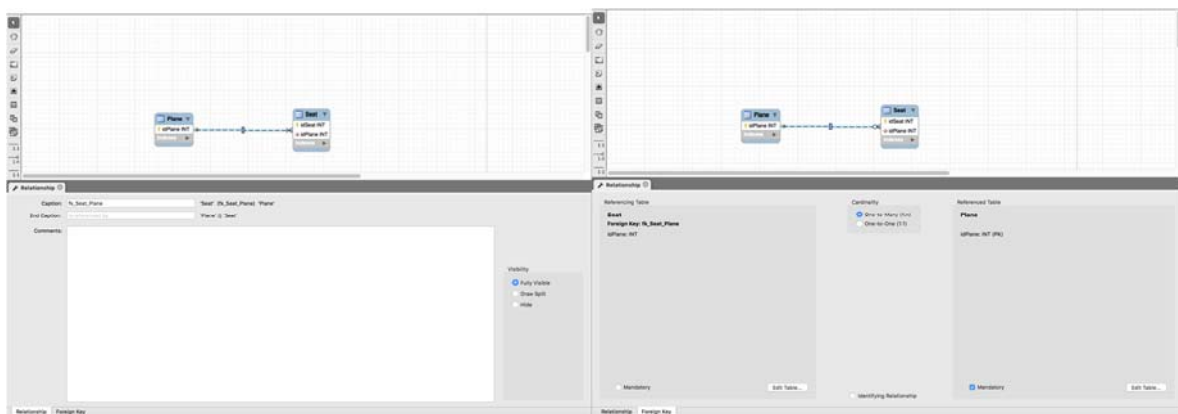 Plane
idPlane INT
Seat
idSeat INT
idPlane INT
Relationship
Caption: fk_Seat_Plane
'Seat' (fk_Seat_Plane) 'Plane'
End Caption:
Comments:
Visibility
Fully Visible
Draw Split
Hide
Relationship Foreign Key
Plane
idPlane INT
Seat
idSeat INT
idPlane INT
Relationship
Referencing Table
Seat
Foreign Key: fk_Seat_Plane
idPlane: INT
Mandatory
Edit Table...
Cardinality
One-to-Many (1:n)
One-to-One (1:1)
Identifying Relationship
Referenced Table
Plane
idPlane: INT (PK)
Mandatory
Edit Table...
Relationship Foreign Key